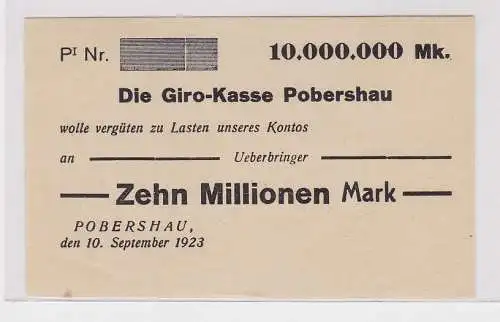 Pᴵ Nr. 10.000.000 Mk.
Die Giro-Kasse Pobershau
wolle vergüten zu Lasten unseres Kontos
an Ueberbringer
Zehn Millionen Mark
POBERSHAU,
den 10. September 1923